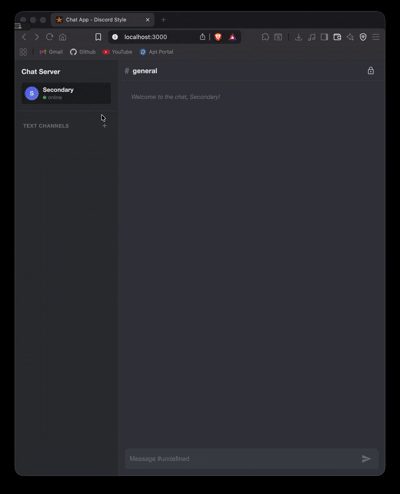 Chat App - Discord Style
localhost:3000
Gmail
Github
YouTube
Apt Portal
Chat Server
# general
S
Secondary
online
Welcome to the chat, Secondary!
TEXT CHANNELS +
Message #undefined